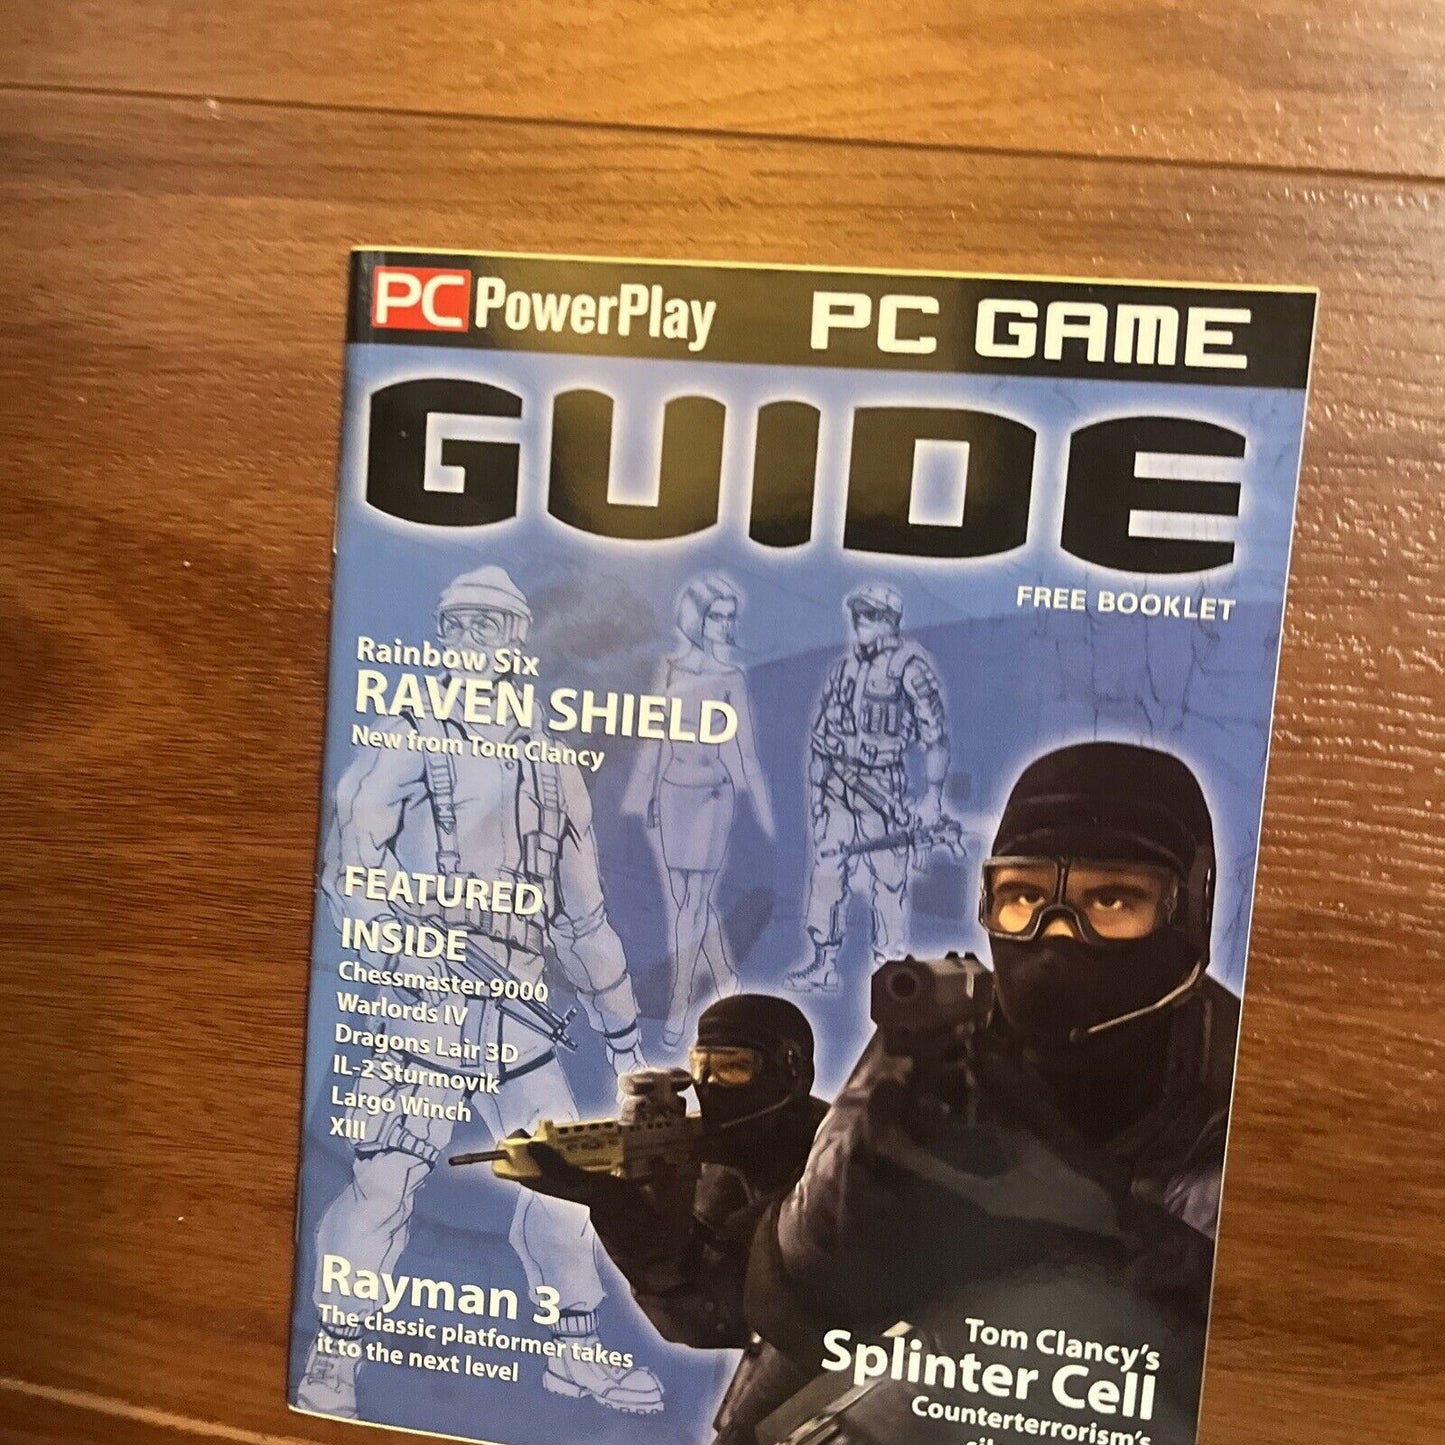 PC PowerPlay PC GAME
GUIDE
FREE BOOKLET
Rainbow Six
RAVEN SHIELD
New from Tom Clancy
FEATURED
INSIDE
Chessmaster 9000
Warlords IV
Dragons Lair 3D
IL-2 Sturmovik
Largo Winch
XIII
Rayman 3
The classic platformer takes
it to the next level
Tom Clancy's
Splinter Cell
Counterterrorism's